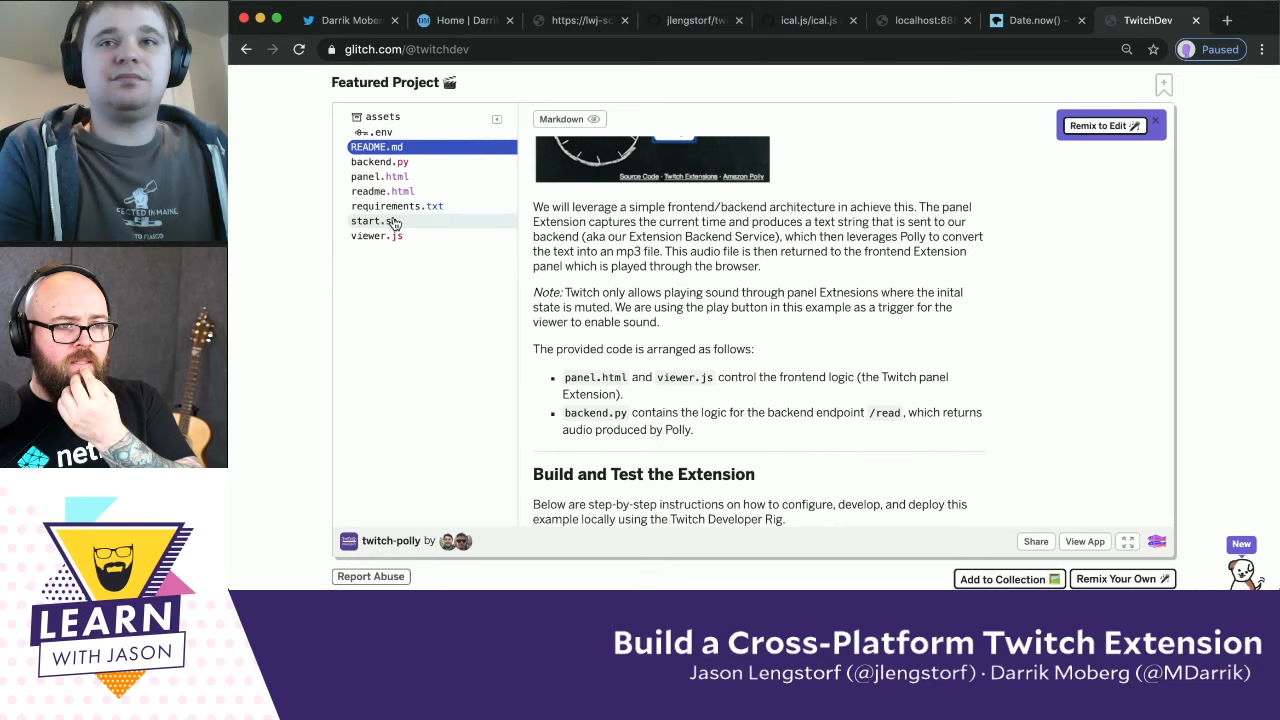 Darrik Moberg
Home | Darri
https://lwj-sc
jlengstorf/tw
ical.js/ical.js
localhost:88
Date.now() -
TwitchDev
glitch.com/@twitchdev
Paused
Featured Project
assets
.env
README.md
backend.py
panel.html
readme.html
requirements.txt
start.s
viewer.js
Markdown
Remix to Edit
Source Code · Twitch Extensions · Amazon Polly
We will leverage a simple frontend/backend architecture in achieve this. The panel
Extension captures the current time and produces a text string that is sent to our
backend (aka our Extension Backend Service), which then leverages Polly to convert
the text into an mp3 file. This audio file is then returned to the frontend Extension
panel which is played through the browser.
Note: Twitch only allows playing sound through panel Extnesions where the inital
state is muted. We are using the play button in this example as a trigger for the
viewer to enable sound.
The provided code is arranged as follows:
panel.html and viewer.js control the frontend logic (the Twitch panel
Extension).
backend.py contains the logic for the backend endpoint /read, which returns
audio produced by Polly.
Build and Test the Extension
Below are step-by-step instructions on how to configure, develop, and deploy this
example locally using the Twitch Developer Rig.
twitch-polly by
Share
View App
Report Abuse
Add to Collection
Remix Your Own
New
net
LEARN
WITH JASON
Build a Cross-Platform Twitch Extension
Jason Lengstorf (@jlengstorf) · Darrik Moberg (@MDarrik)